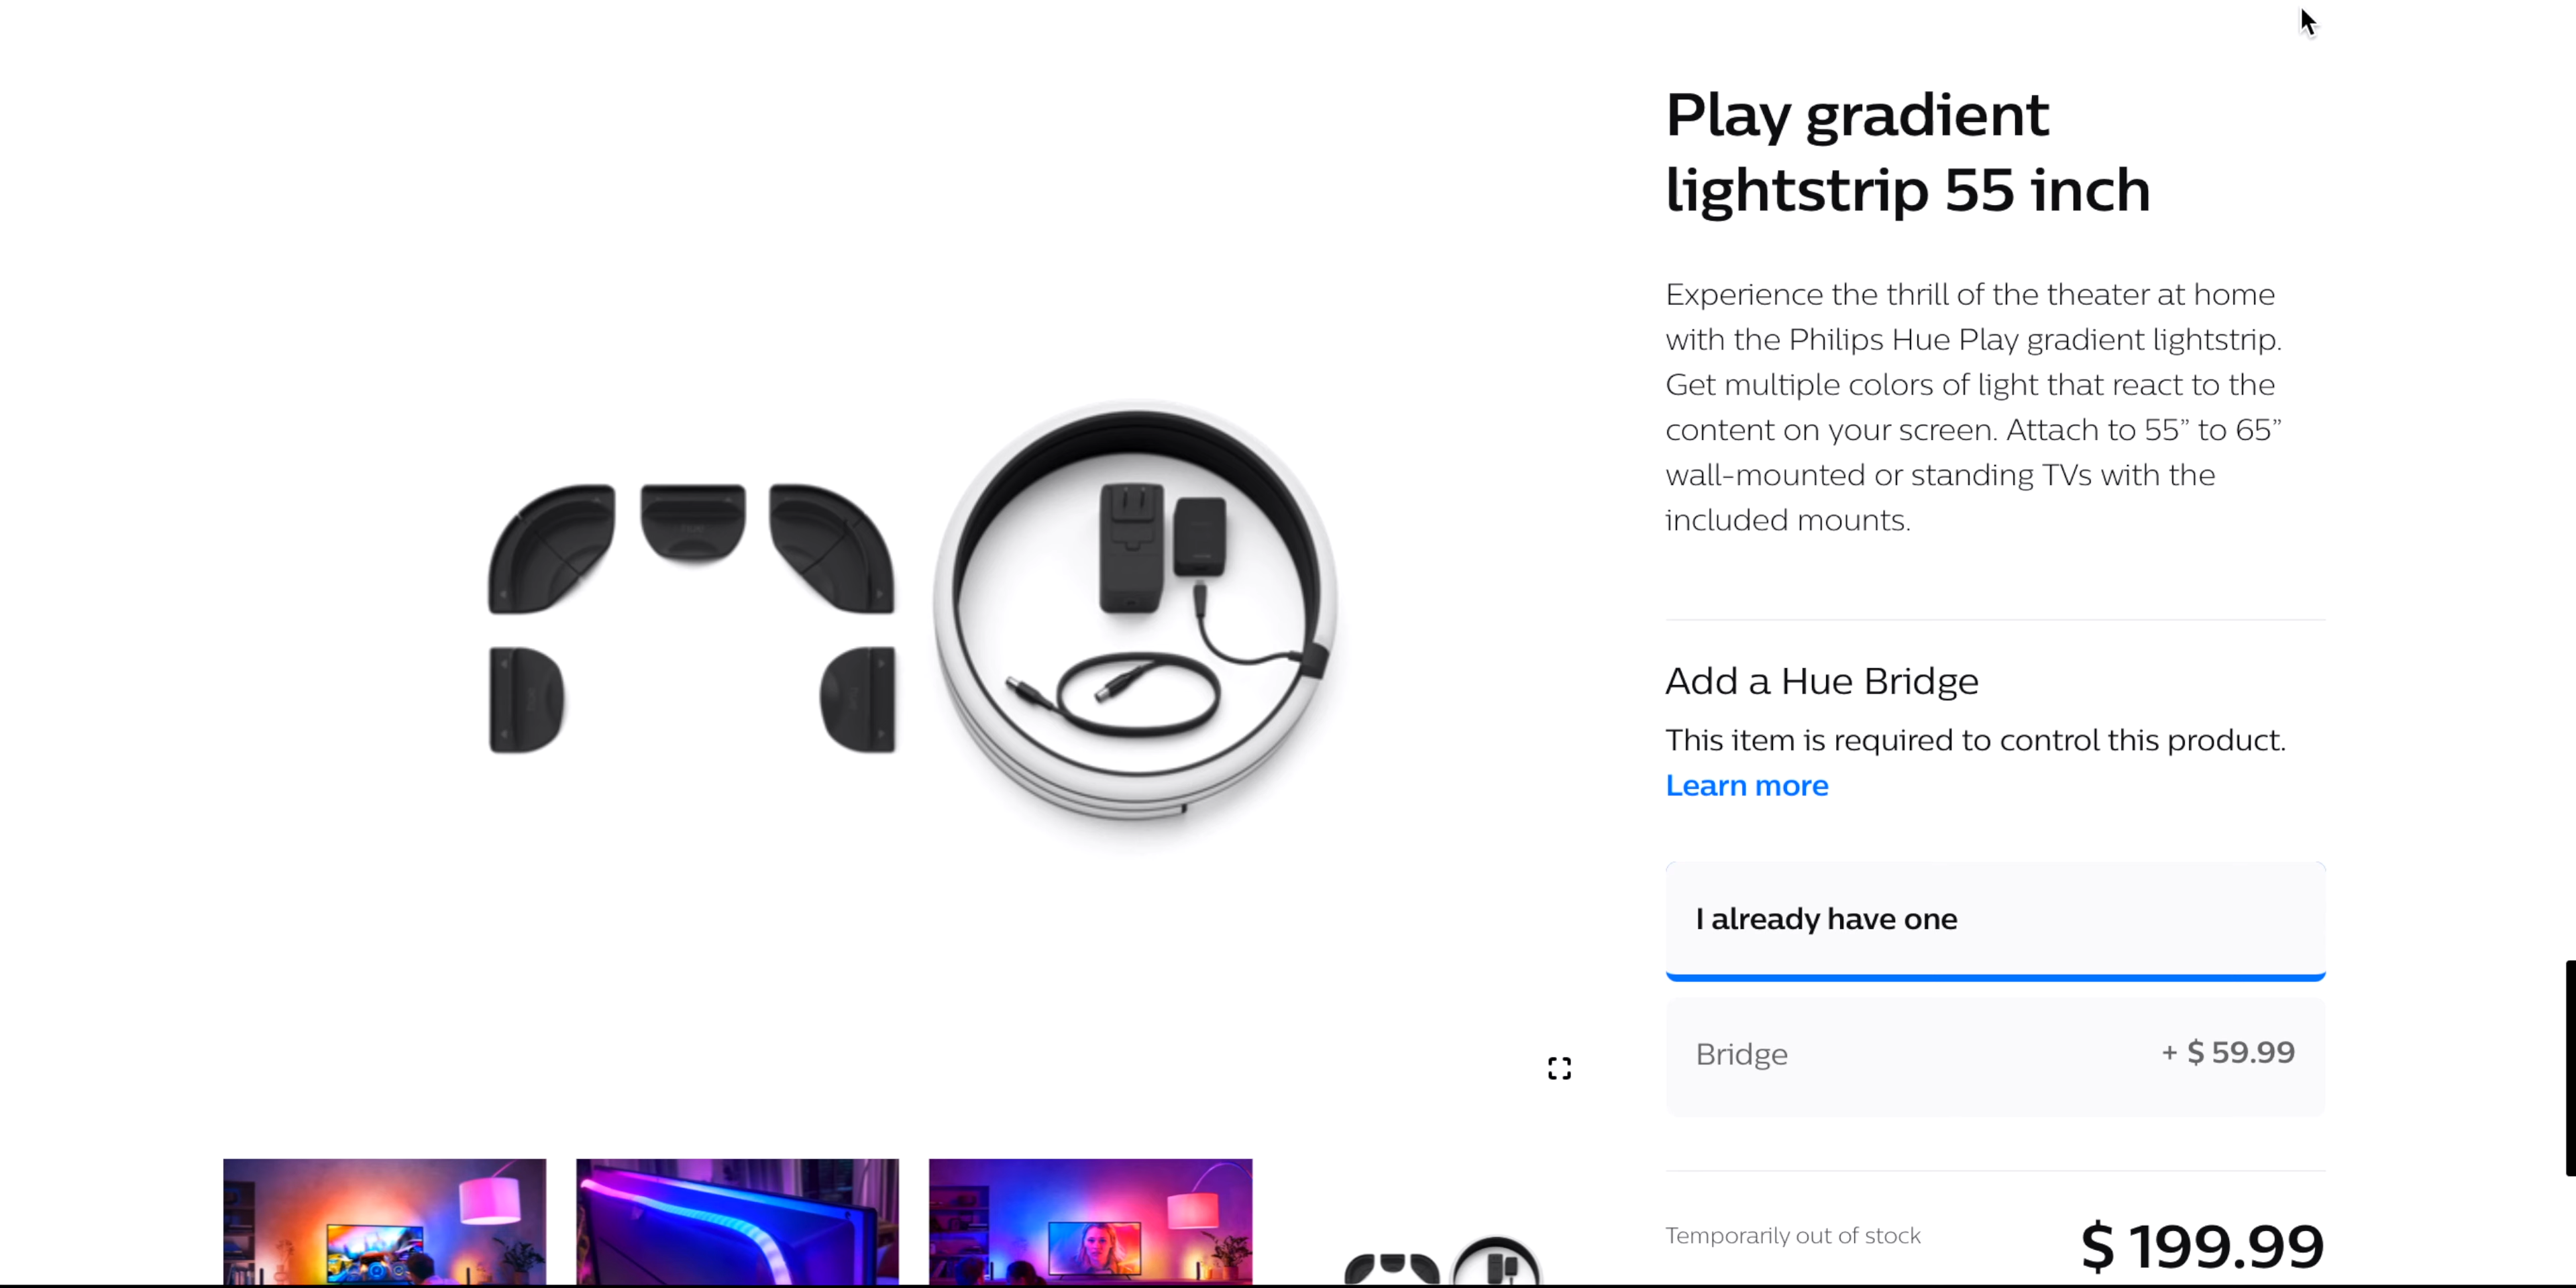 Play gradient
lightstrip 55 inch
Experience the thrill of the theater at home
with the Philips Hue Play gradient lightstrip.
Get multiple colors of light that react to the
content on your screen. Attach to 55” to 65”
wall-mounted or standing TVs with the
included mounts.
Add a Hue Bridge
This item is required to control this product.
Learn more
I already have one
Bridge + $ 59.99
Temporarily out of stock $ 199.99